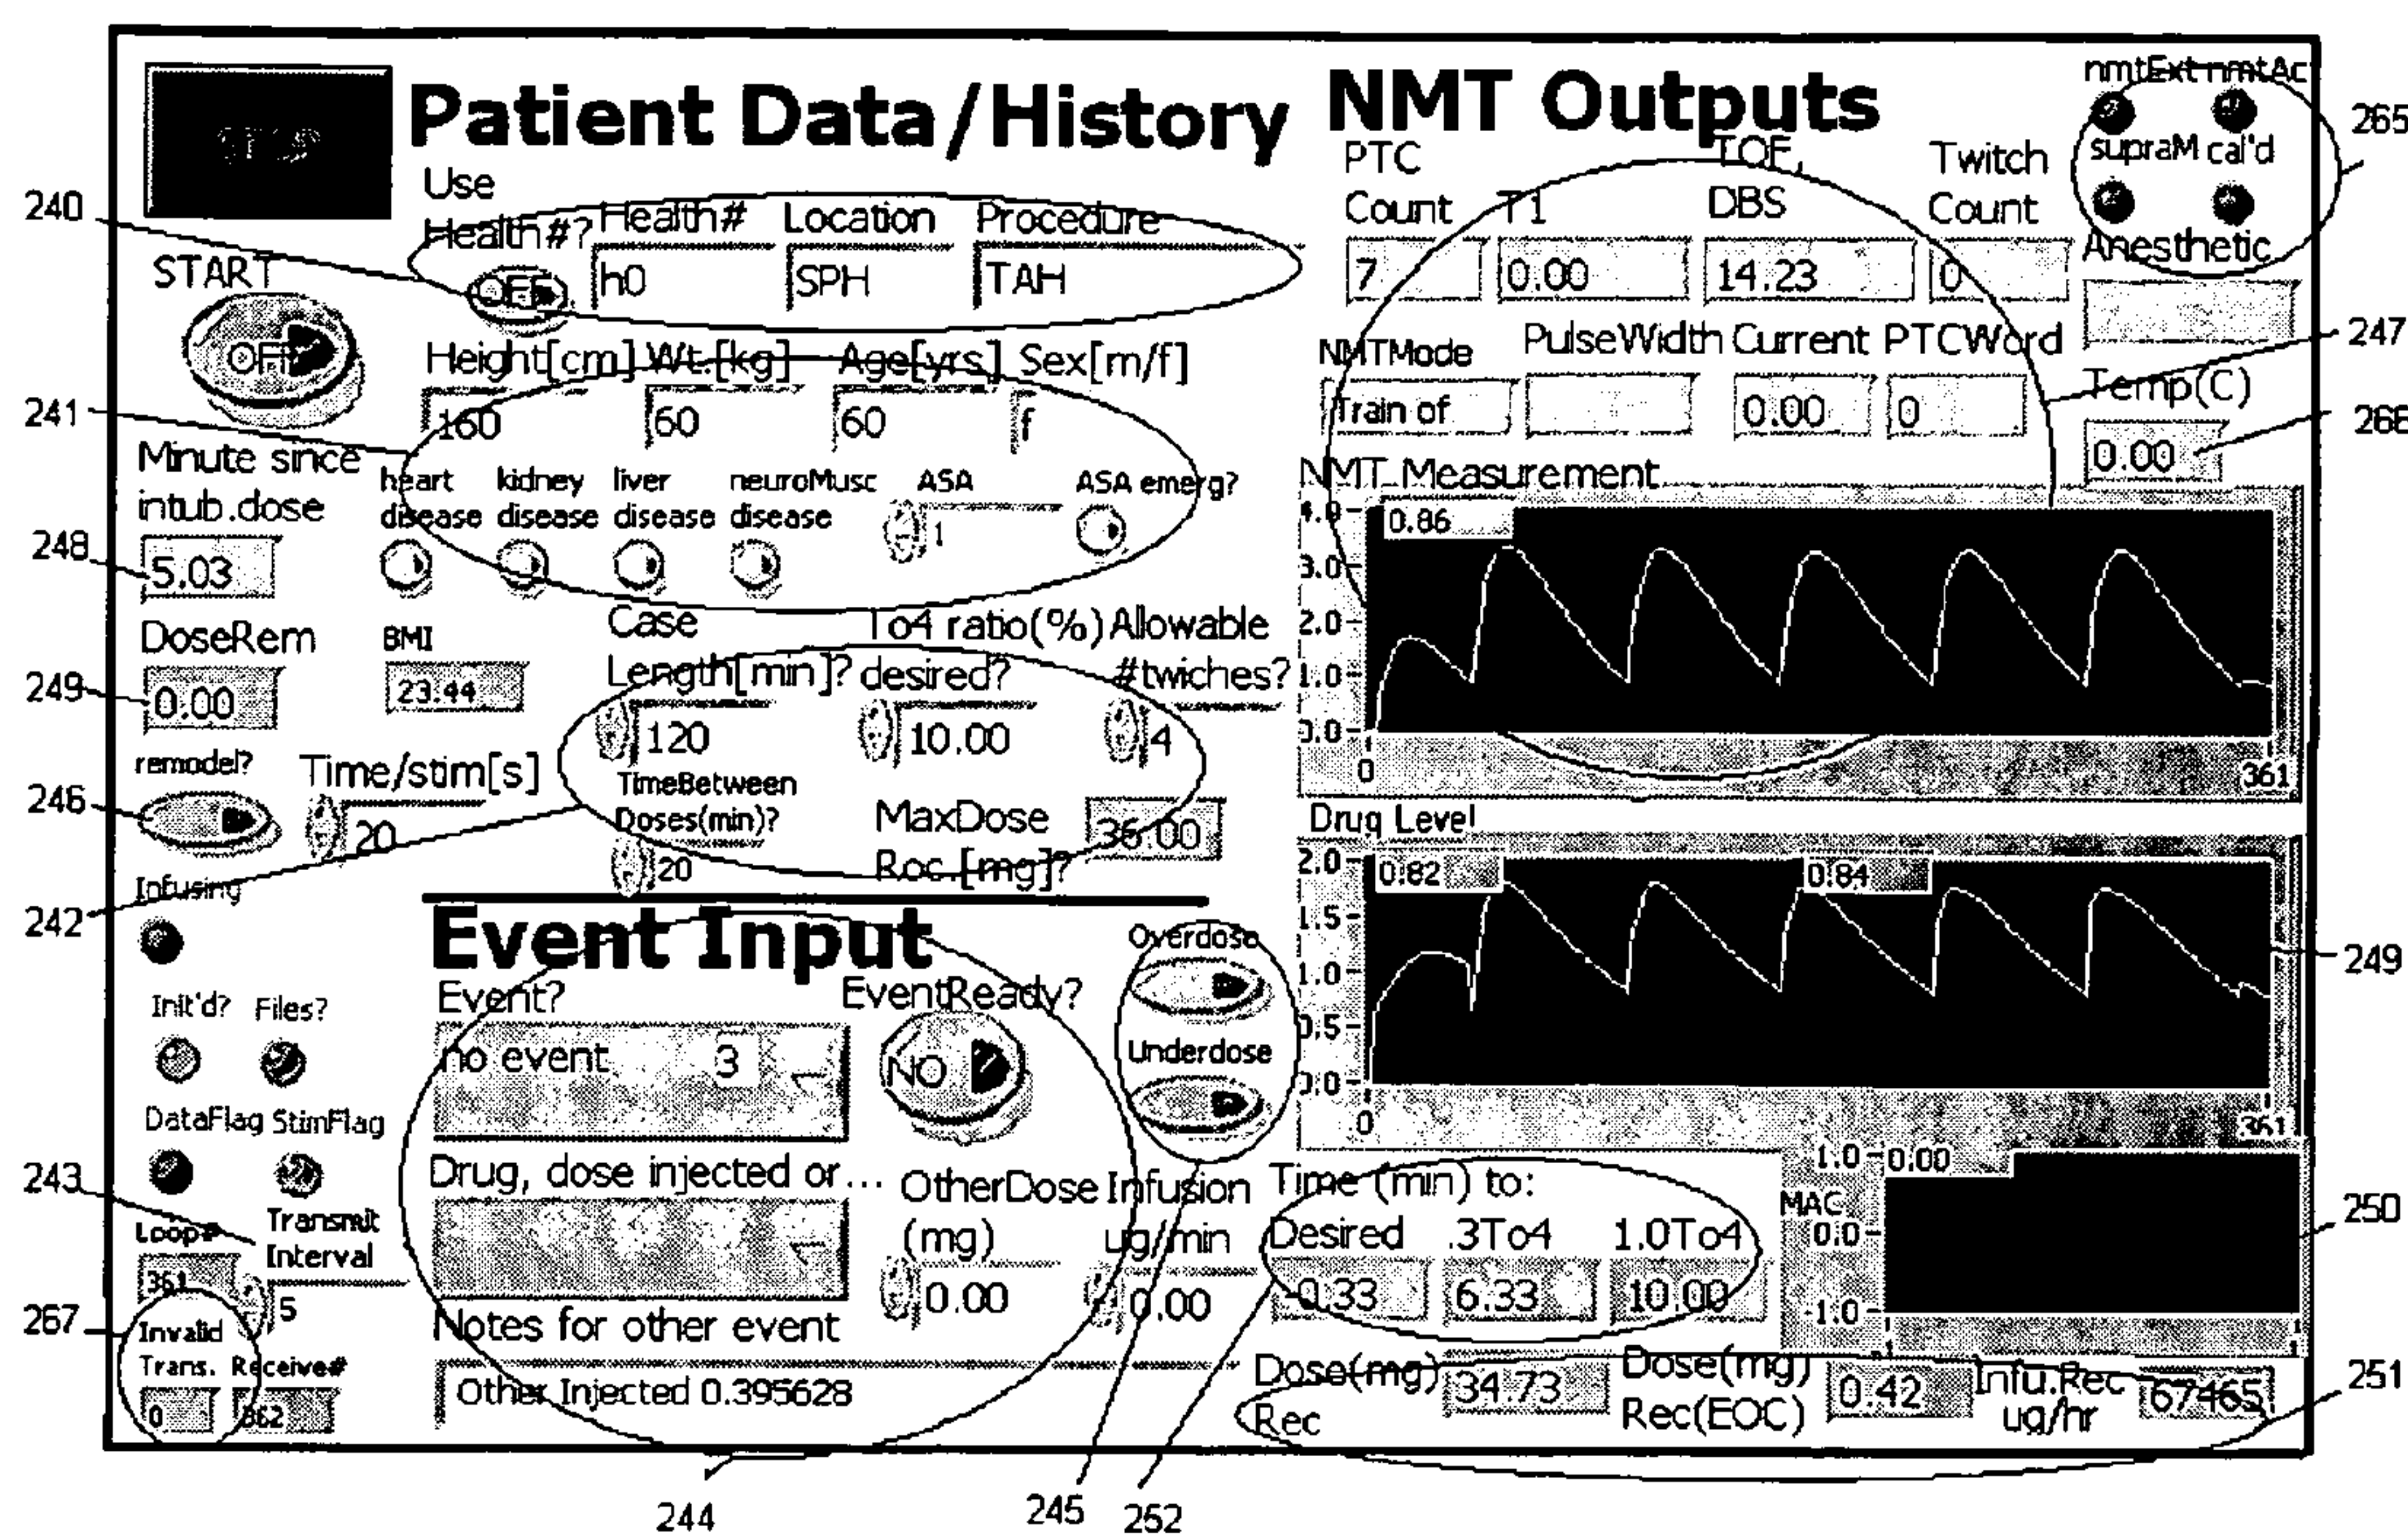 Patient Data/History
NMT Outputs
nmtExt nmtAc
265
supraM cal'd
Use
Health#?
Health#
Location
Procedure
PTC
Count
T1
TOF,
DBS
Twitch
Count
Anesthetic
240
OFF
h0
SPH
TAH
7
0.00
14.23
0
START
OFF
Height[cm]
Wt.[kg]
Age[yrs]
Sex[m/f]
NMTMode
PulseWidth
Current
PTCWord
247
160
60
60
f
Train of
0.00
0
Temp(C)
266
0.00
241
Minute since
intub.dose
heart
disease
kidney
disease
liver
disease
neuroMusc
disease
ASA
1
ASA emerg?
NMT Measurement
4.0
3.0
2.0
1.0
0.0
0.86
0
361
248
5.03
DoseRem
BMI
Case
Length[min]?
To4 ratio(%)
desired?
Allowable
#twiches?
249
0.00
23.44
120
10.00
4
remodel?
Time/stim[s]
TimeBetween
Doses(min)?
MaxDose
Roc.[mg]?
36.00
246
20
20
Drug Level
2.0
1.5
1.0
0.5
0.0
0.82
0.84
0
361
249
Infusing
242
Event Input
Overdose
Underdose
Init'd?
Files?
Event?
EventReady?
no event
3
NO
DataFlag
StimFlag
243
Drug, dose injected or...
OtherDose
(mg)
Infusion
ug/min
Time (min) to:
Desired
.3To4
1.0To4
1.0
0.00
MAC
0.0
-1.0
250
Loop#
361
Transmit
Interval
5
0.00
0.00
-0.33
6.33
10.00
267
Invalid
Trans.
Receive#
0
362
Notes for other event
Other Injected 0.395628
Dose(mg)
Rec
34.73
Dose(mg)
Rec(EOC)
0.42
Infu.Rec
ug/hr
67465
251
244
245
252